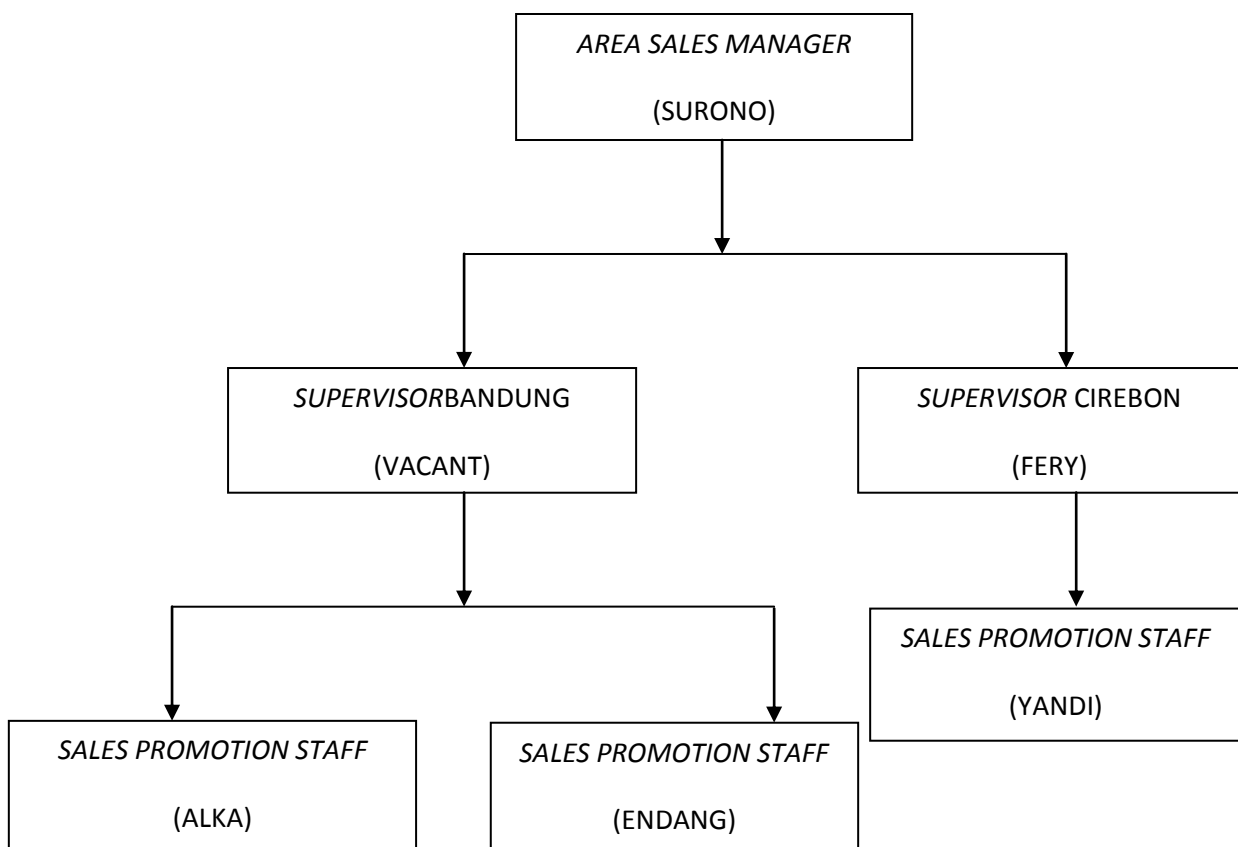 AREA SALES MANAGER
(SURONO)
SUPERVISORBANDUNG
(VACANT)
SUPERVISOR CIREBON
(FERY)
SALES PROMOTION STAFF
(ALKA)
SALES PROMOTION STAFF
(ENDANG)
SALES PROMOTION STAFF
(YANDI)